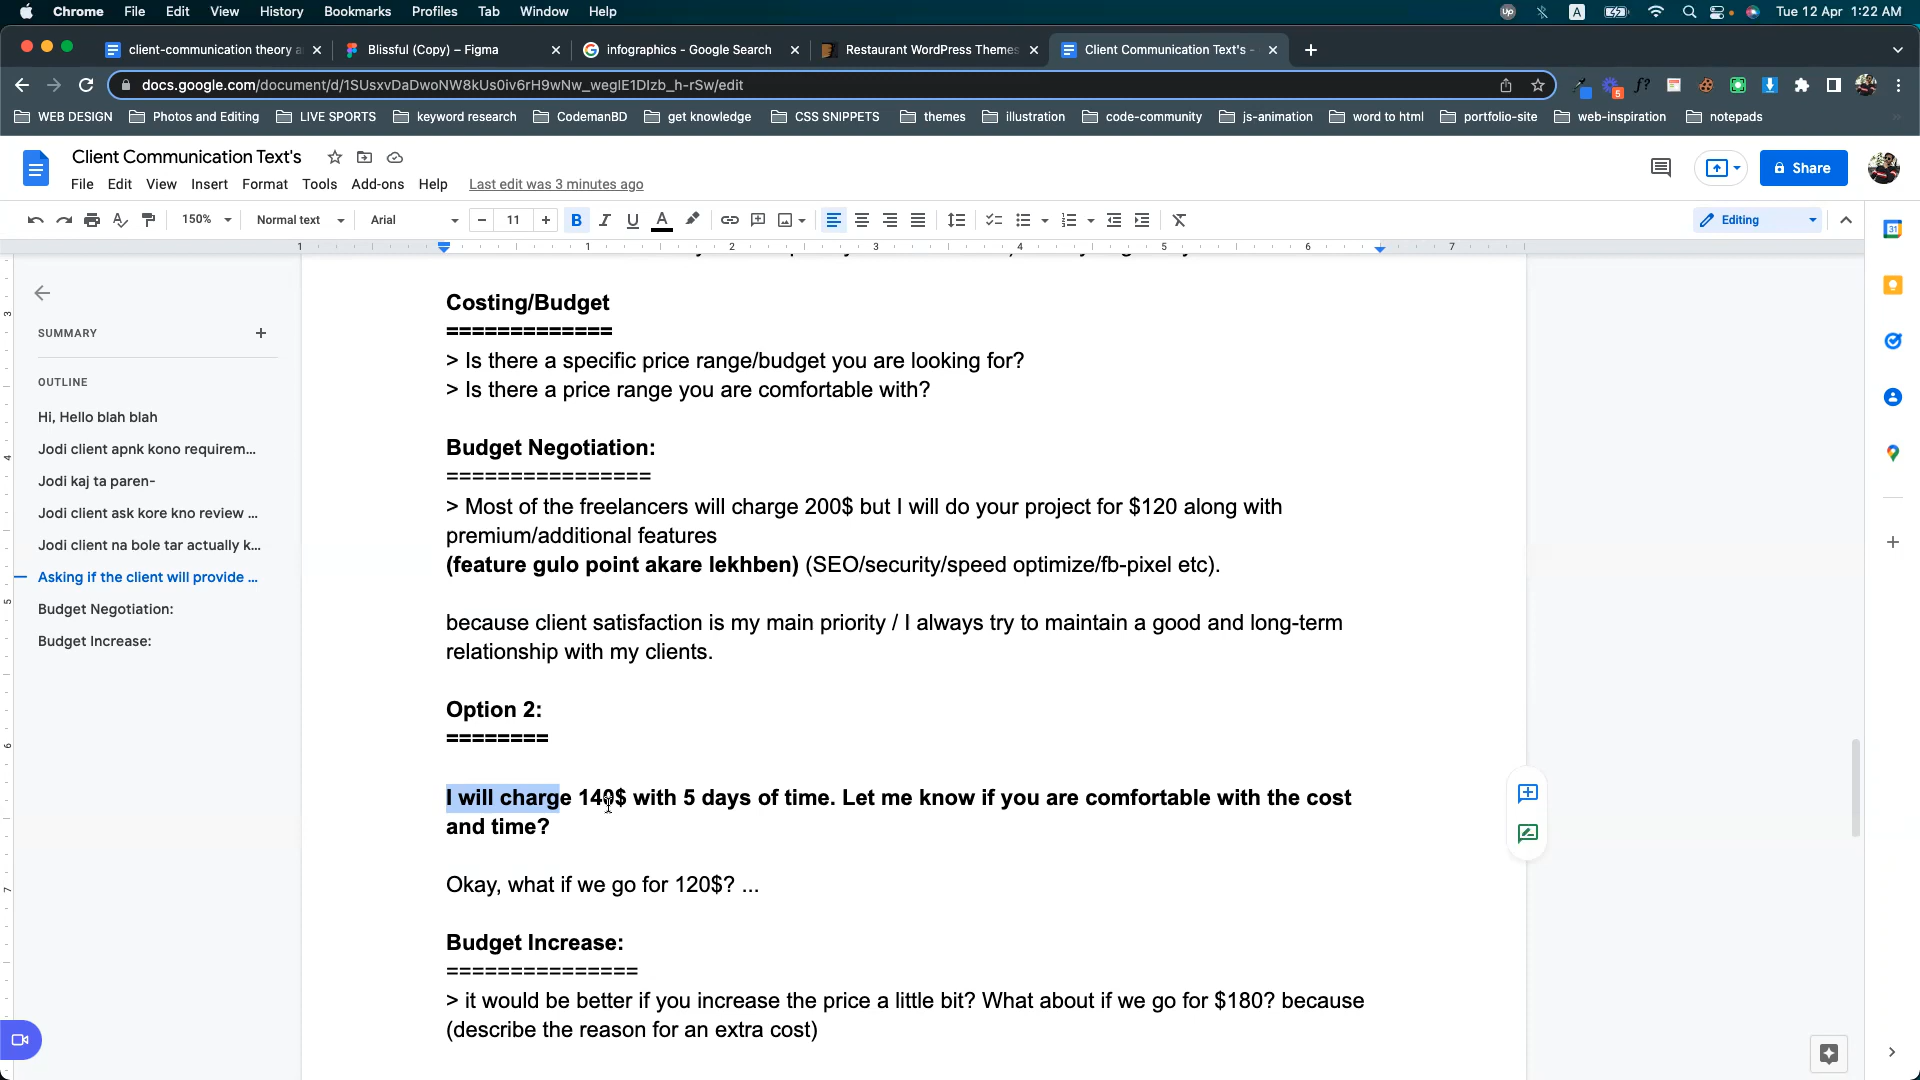 Chrome File Edit View History Bookmarks Profiles Tab Window Help
Tue 12 Apr 1:22 AM
client-communication theory a
Blissful (Copy) – Figma
infographics - Google Search
Restaurant WordPress Themes
Client Communication Text's -
docs.google.com/document/d/1SUsxvDaDwoNW8kUs0iv6rH9wNw_wegIE1DIzb_h-rSw/edit
WEB DESIGN Photos and Editing LIVE SPORTS keyword research CodemanBD get knowledge CSS SNIPPETS themes illustration code-community js-animation word to html portfolio-site web-inspiration notepads
Client Communication Text's
File Edit View Insert Format Tools Add-ons Help Last edit was 3 minutes ago
Share
150% Normal text Arial 11 Editing
1 1 2 3 4 5 6 7
SUMMARY
OUTLINE
Hi, Hello blah blah
Jodi client apnk kono requirem...
Jodi kaj ta paren-
Jodi client ask kore kno review ...
Jodi client na bole tar actually k...
Asking if the client will provide ...
Budget Negotiation:
Budget Increase:
Costing/Budget
=============
> Is there a specific price range/budget you are looking for?
> Is there a price range you are comfortable with?
Budget Negotiation:
================
> Most of the freelancers will charge 200$ but I will do your project for $120 along with
premium/additional features
(feature gulo point akare lekhben) (SEO/security/speed optimize/fb-pixel etc).
because client satisfaction is my main priority / I always try to maintain a good and long-term
relationship with my clients.
Option 2:
========
I will charge 140$ with 5 days of time. Let me know if you are comfortable with the cost
and time?
Okay, what if we go for 120$? ...
Budget Increase:
===============
> it would be better if you increase the price a little bit? What about if we go for $180? because
(describe the reason for an extra cost)